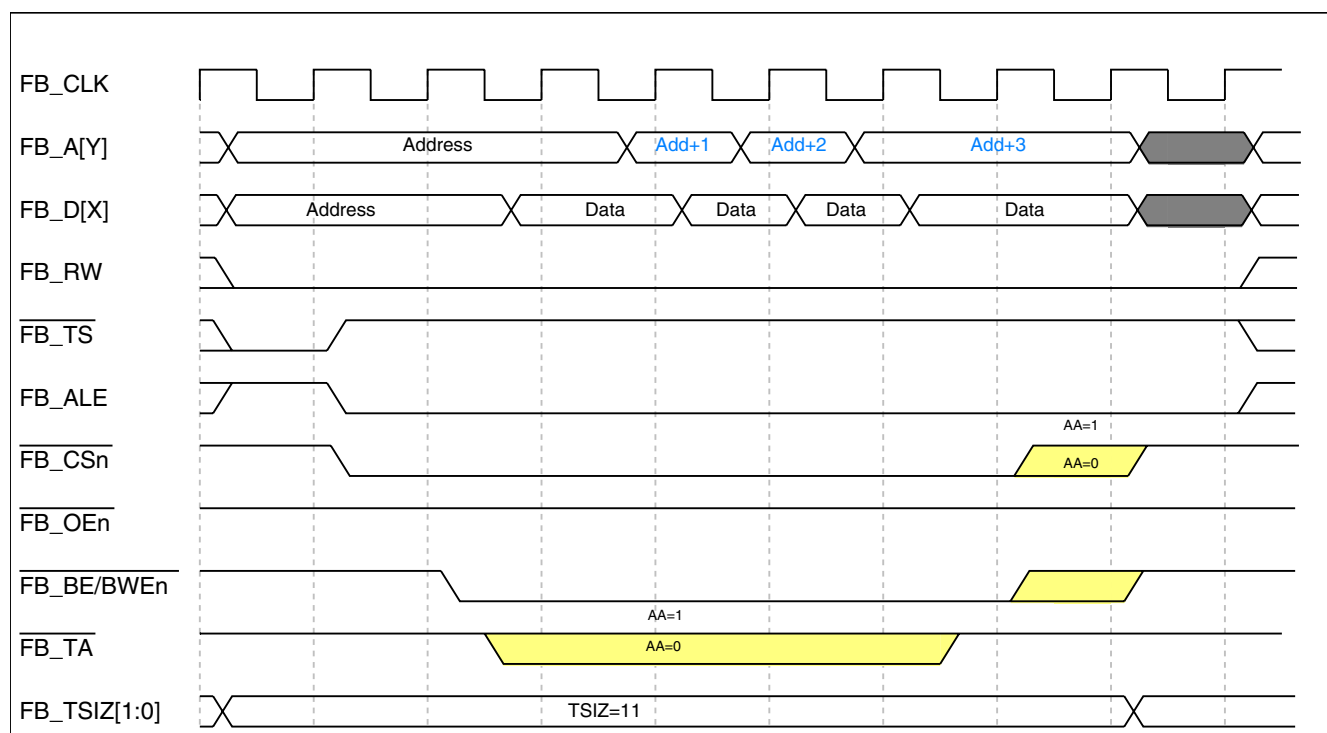 FB_CLK
FB_A[Y] Address Add+1 Add+2 Add+3
FB_D[X] Address Data Data Data Data
FB_RW
FB_TS
FB_ALE
AA=1
FB_CSn AA=0
FB_OEn
FB_BE/BWEn
AA=1
FB_TA AA=0
FB_TSIZ[1:0] TSIZ=11